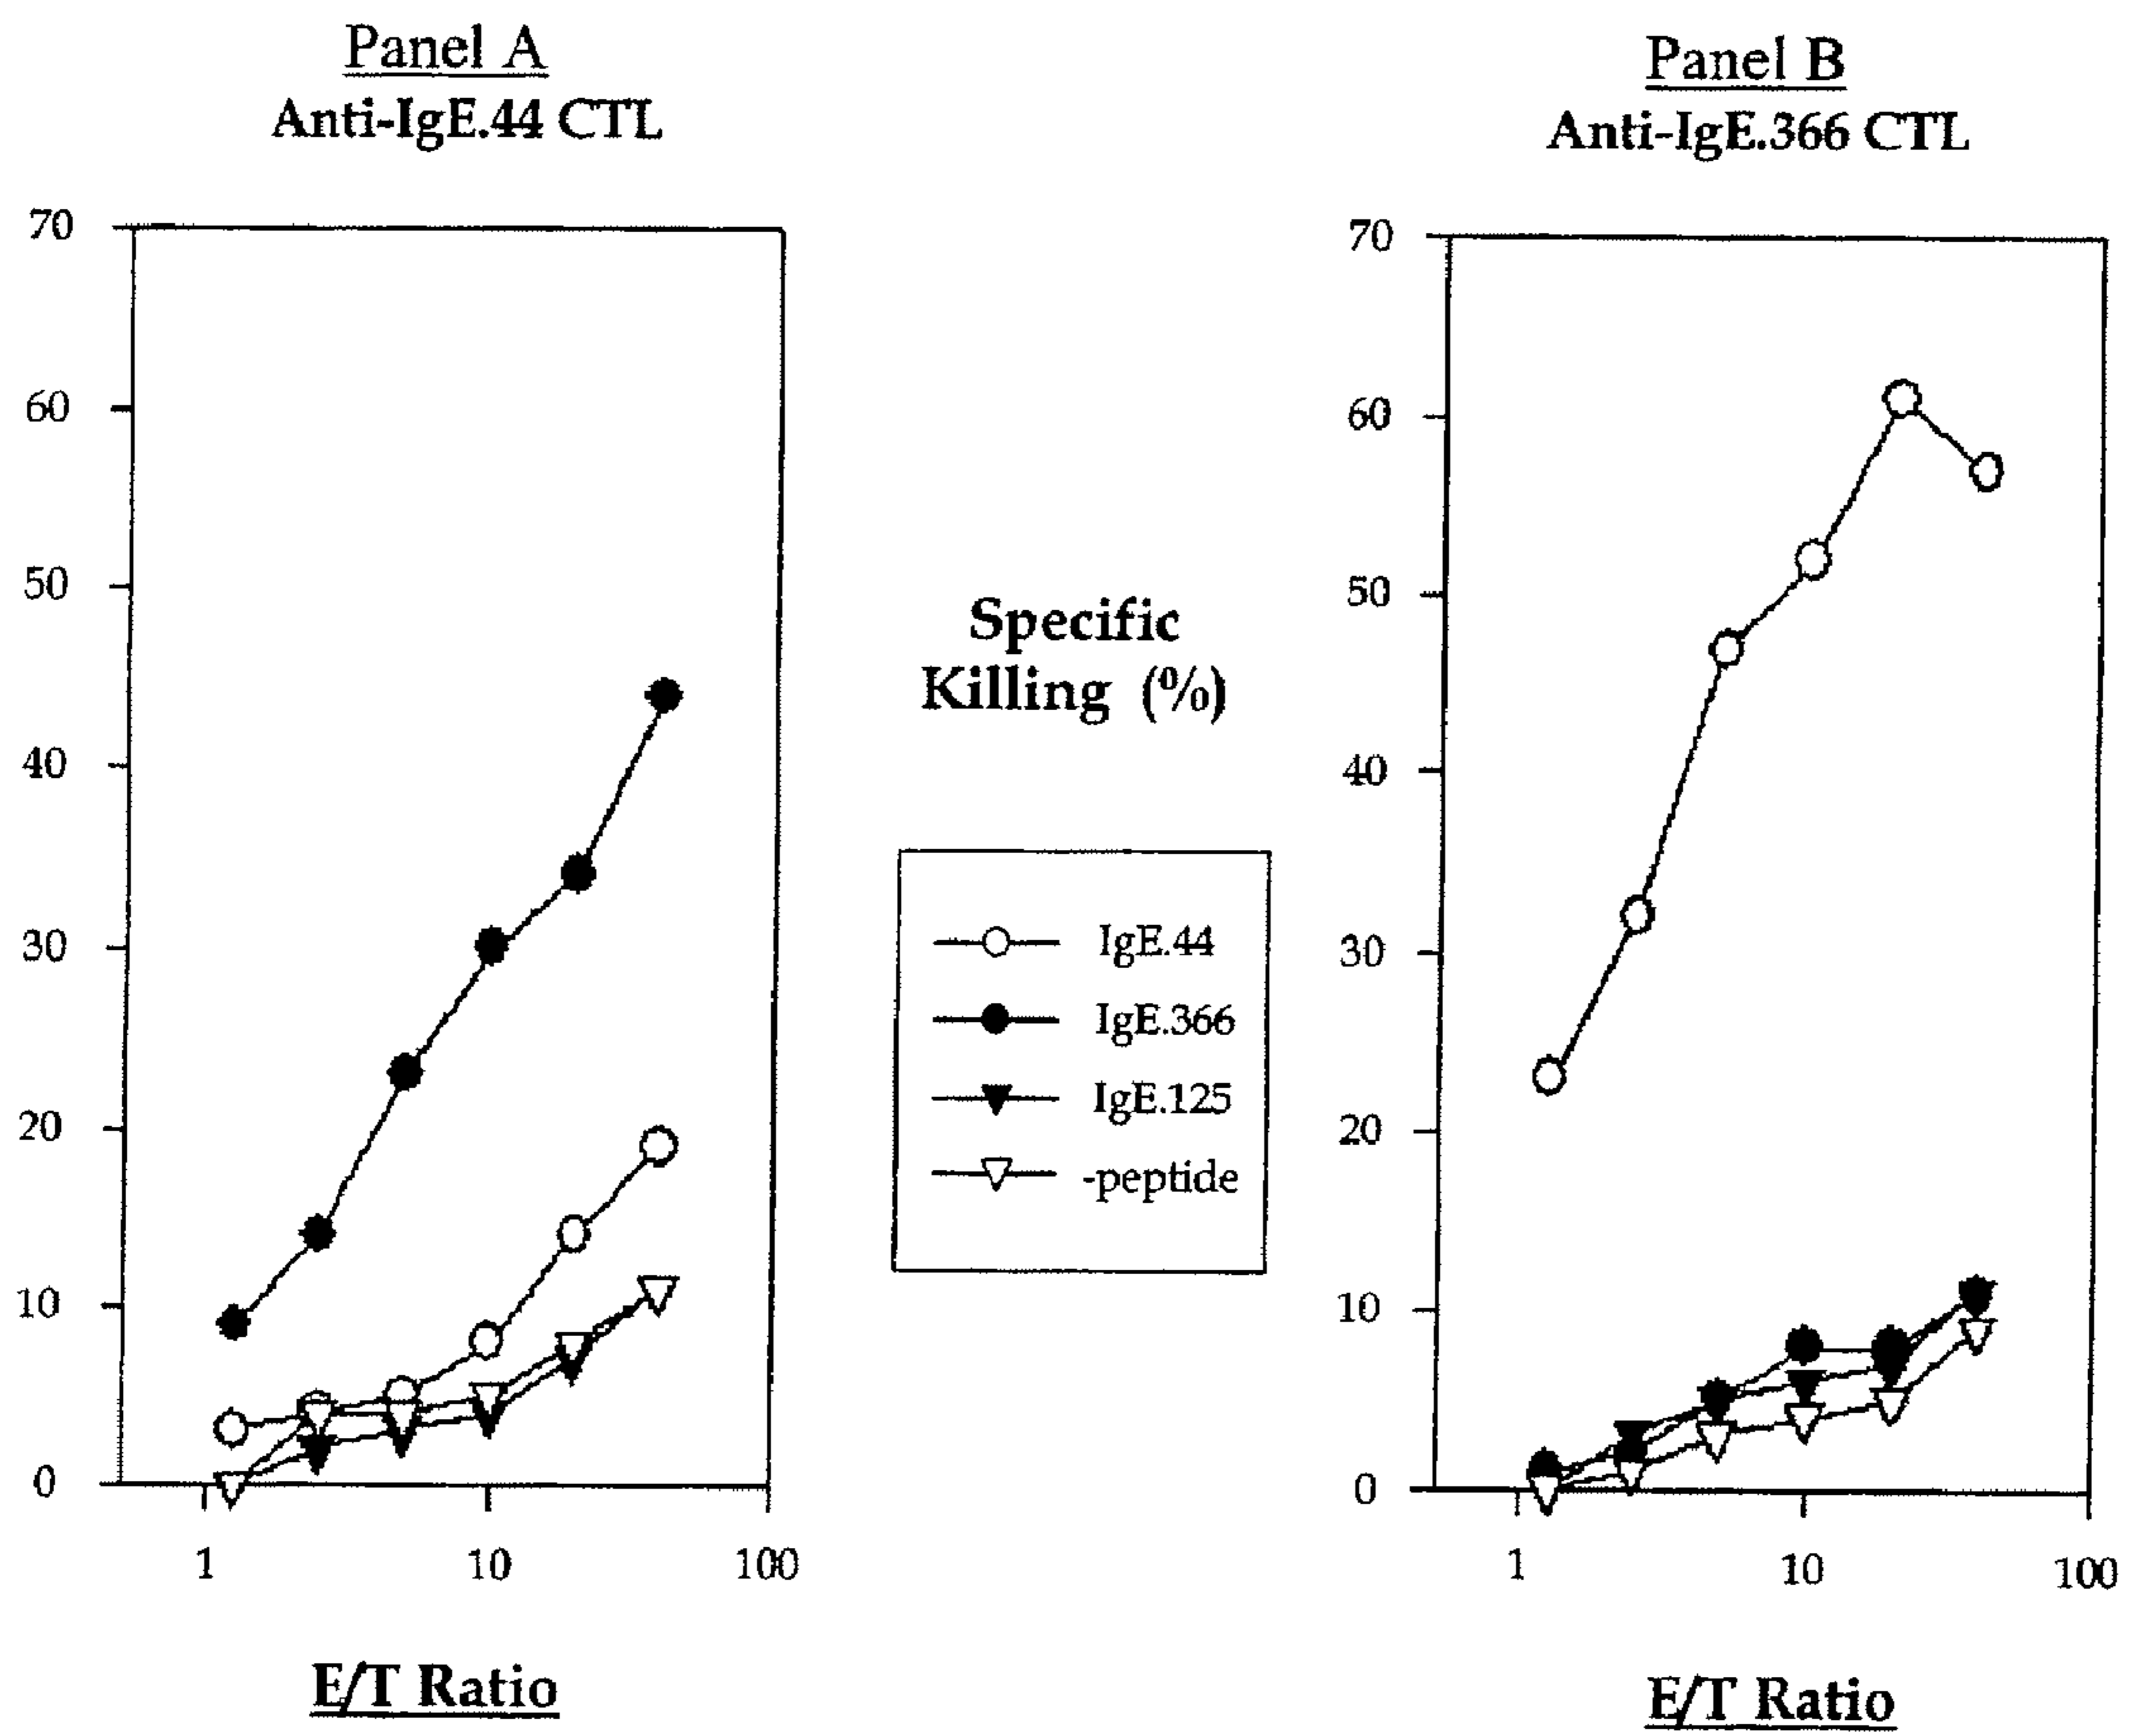 Panel A
Anti-IgE.44 CTL
70
60
50
40
30
20
10
0
1 10 100
E/T Ratio
Specific
Killing (%)
IgE.44
IgE.366
IgE.125
-peptide
Panel B
Anti-IgE.366 CTL
70
60
50
40
30
20
10
0
1 10 100
E/T Ratio